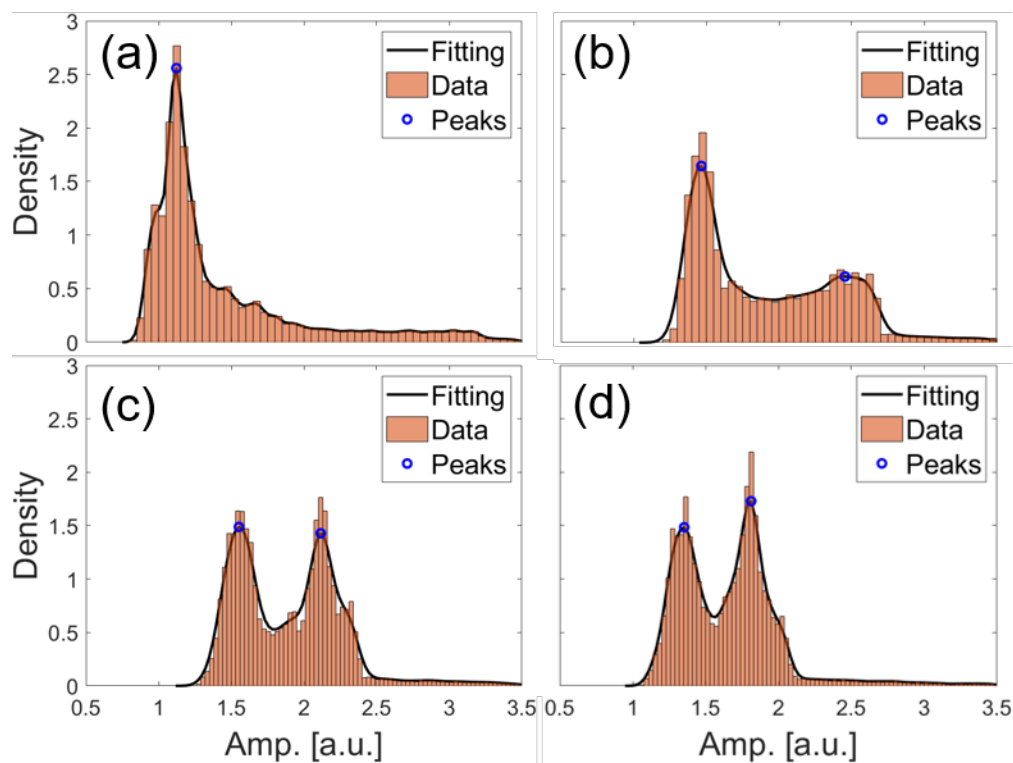 3
2.5
2
1.5
1
0.5
0
Density
(a)
Fitting
Data
Peaks
(b)
Fitting
Data
Peaks
3
2.5
2
1.5
1
0.5
0
Density
(c)
Fitting
Data
Peaks
0.5 1 1.5 2 2.5 3 3.5
Amp. [a.u.]
(d)
Fitting
Data
Peaks
0.5 1 1.5 2 2.5 3 3.5
Amp. [a.u.]